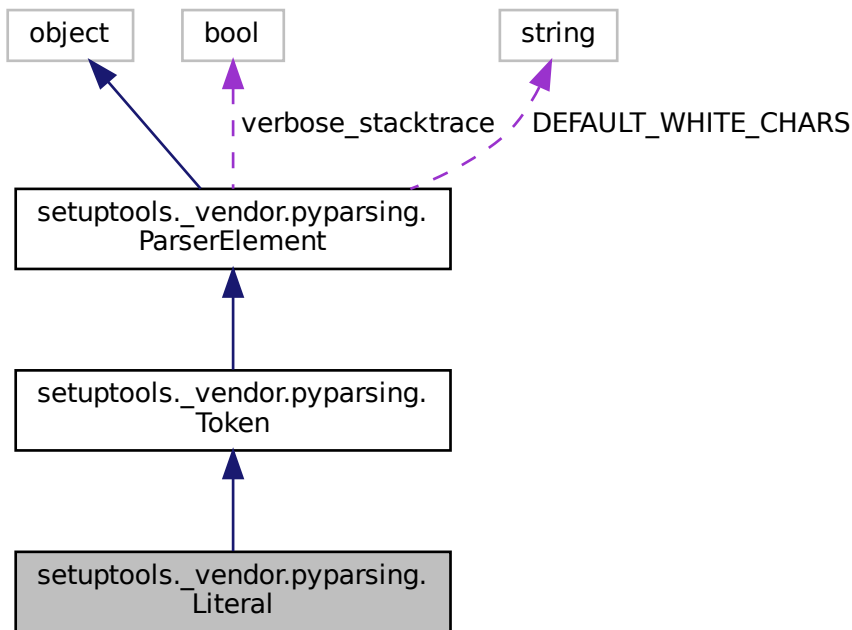 object
bool
string
verbose_stacktrace
DEFAULT_WHITE_CHARS
setuptools._vendor.pyparsing.
ParserElement
setuptools._vendor.pyparsing.
Token
setuptools._vendor.pyparsing.
Literal